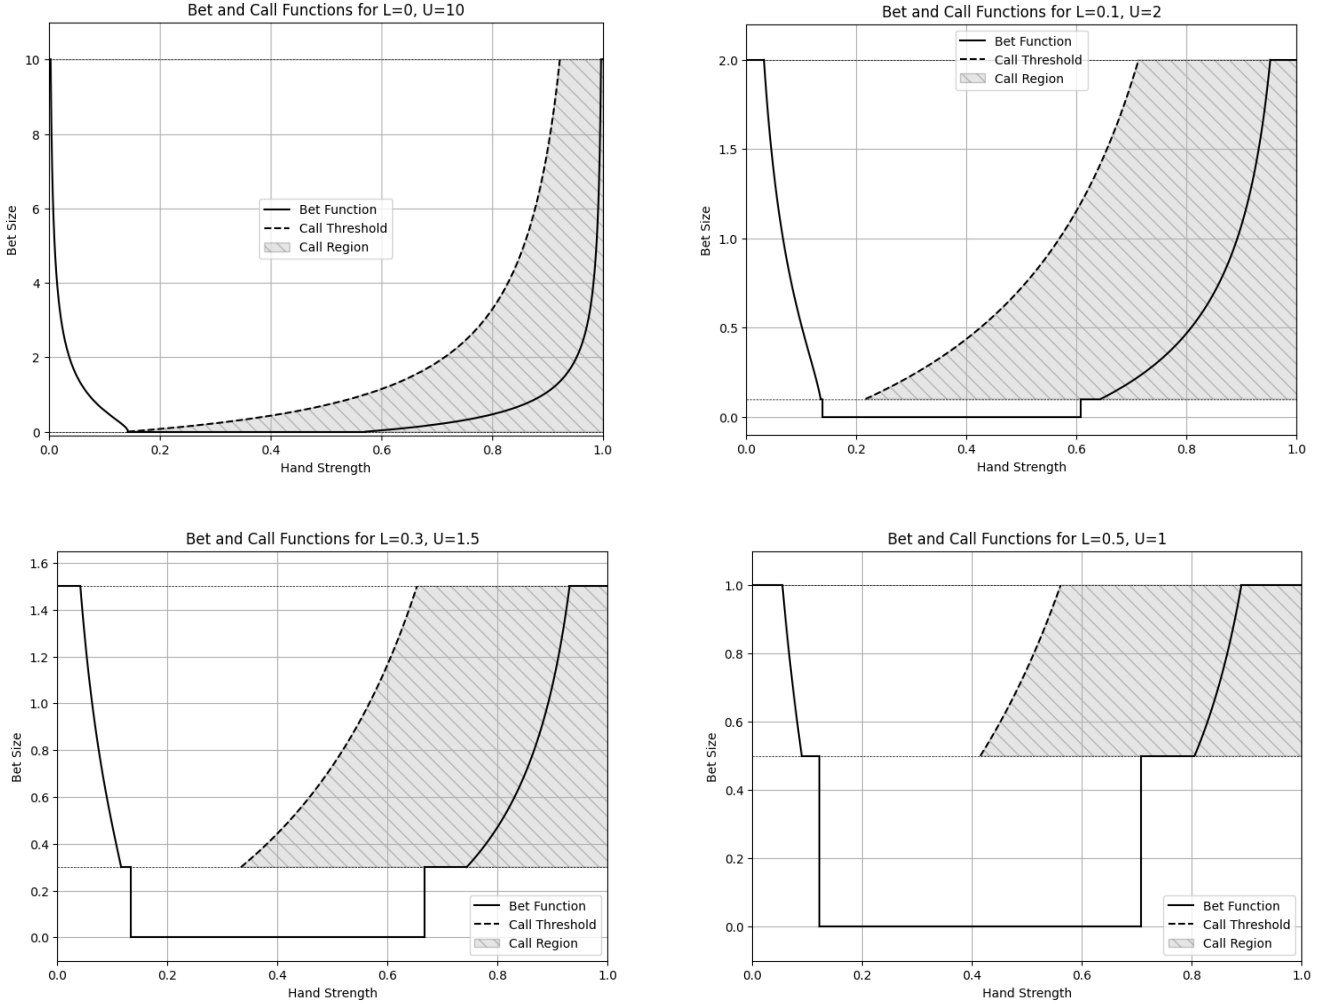 Bet and Call Functions for L=0, U=10
10
8
6
4
2
0
Bet Size
Bet Function
Call Threshold
Call Region
0.0 0.2 0.4 0.6 0.8 1.0
Hand Strength
Bet and Call Functions for L=0.1, U=2
2.0
1.5
1.0
0.5
0.0
Bet Size
Bet Function
Call Threshold
Call Region
0.0 0.2 0.4 0.6 0.8 1.0
Hand Strength
Bet and Call Functions for L=0.3, U=1.5
1.6
1.4
1.2
1.0
0.8
0.6
0.4
0.2
0.0
Bet Size
Bet Function
Call Threshold
Call Region
0.0 0.2 0.4 0.6 0.8 1.0
Hand Strength
Bet and Call Functions for L=0.5, U=1
1.0
0.8
0.6
0.4
0.2
0.0
Bet Size
Bet Function
Call Threshold
Call Region
0.0 0.2 0.4 0.6 0.8 1.0
Hand Strength